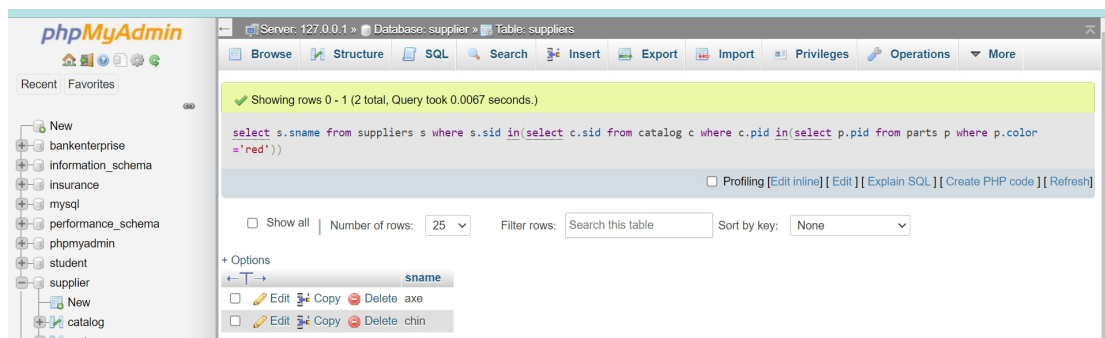 phpMyAdmin
Recent Favorites
New
bankenterprise
information_schema
insurance
mysql
performance_schema
phpmyadmin
student
supplier
New
catalog
Server: 127.0.0.1 » Database: supplier » Table: suppliers
Browse Structure SQL Search Insert Export Import Privileges Operations More
Showing rows 0 - 1 (2 total, Query took 0.0067 seconds.)
select s.sname from suppliers s where s.sid in(select c.sid from catalog c where c.pid in(select p.pid from parts p where p.color
='red'))
Profiling [Edit inline] [ Edit ] [ Explain SQL ] [ Create PHP code ] [ Refresh]
Show all | Number of rows: 25 Filter rows: Search this table Sort by key: None
+ Options
←T→ sname
Edit Copy Delete axe
Edit Copy Delete chin